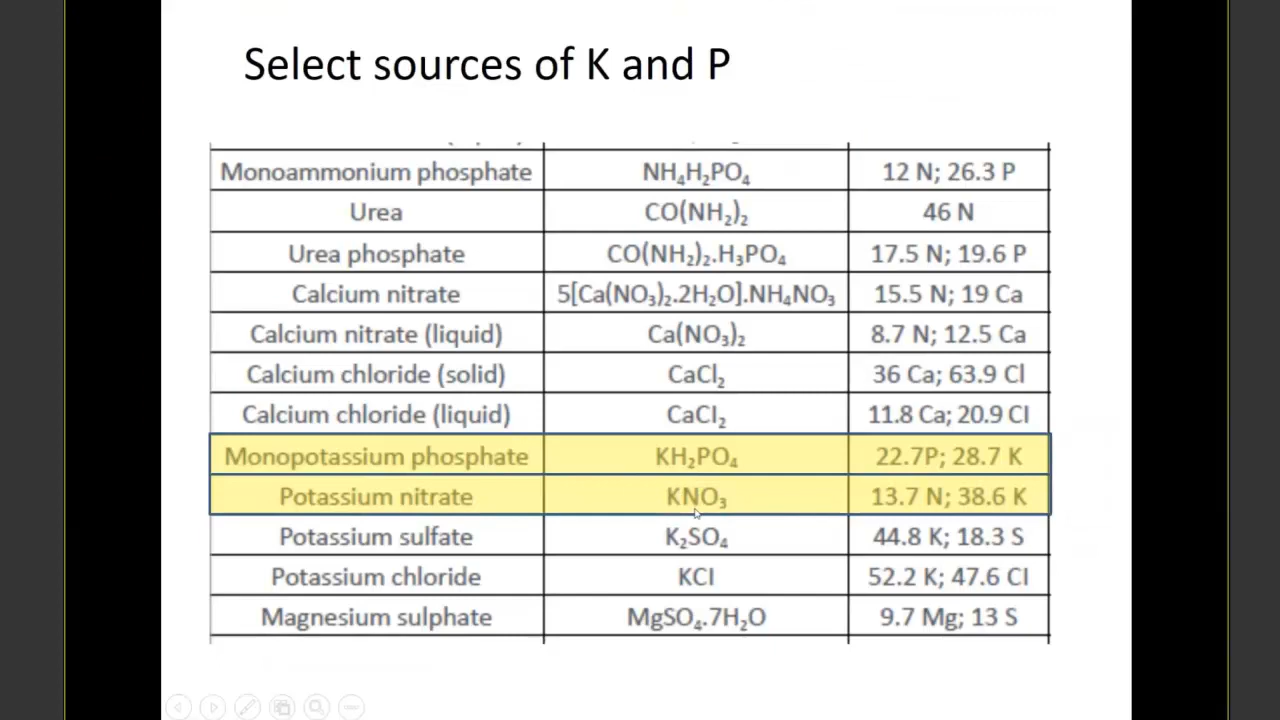 Select sources of K and P
Monoammonium phosphate NH₄H₂PO₄ 12 N; 26.3 P
Urea CO(NH₂)₂ 46 N
Urea phosphate CO(NH₂)₂.H₃PO₄ 17.5 N; 19.6 P
Calcium nitrate 5[Ca(NO₃)₂.2H₂O].NH₄NO₃ 15.5 N; 19 Ca
Calcium nitrate (liquid) Ca(NO₃)₂ 8.7 N; 12.5 Ca
Calcium chloride (solid) CaCl₂ 36 Ca; 63.9 Cl
Calcium chloride (liquid) CaCl₂ 11.8 Ca; 20.9 Cl
Monopotassium phosphate KH₂PO₄ 22.7P; 28.7 K
Potassium nitrate KNO₃ 13.7 N; 38.6 K
Potassium sulfate K₂SO₄ 44.8 K; 18.3 S
Potassium chloride KCl 52.2 K; 47.6 Cl
Magnesium sulphate MgSO₄.7H₂O 9.7 Mg; 13 S